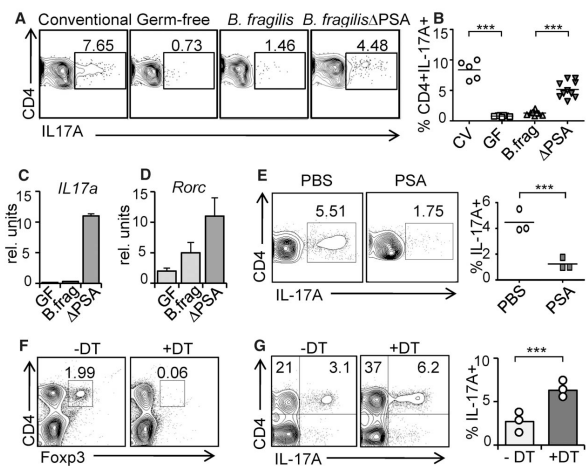 A Conventional Germ-free B. fragilis B. fragilisΔPSA
7.65 0.73 1.46 4.48
CD4
IL17A
B
*** ***
% CD4+IL-17A+
15
10
5
0
CV GF B.frag ΔPSA
C IL17a
rel. units
15
10
5
0
GF B.frag ΔPSA
D Rorc
rel. units
15
10
5
0
GF B.frag ΔPSA
E PBS PSA
5.51 1.75
CD4
IL-17A
***
% IL-17A+
6
4
2
0
PBS PSA
F -DT +DT
1.99 0.06
CD4
Foxp3
G -DT +DT
21 3.1 37 6.2
CD4
IL-17A
***
% IL-17A+
10
5
0
- DT +DT